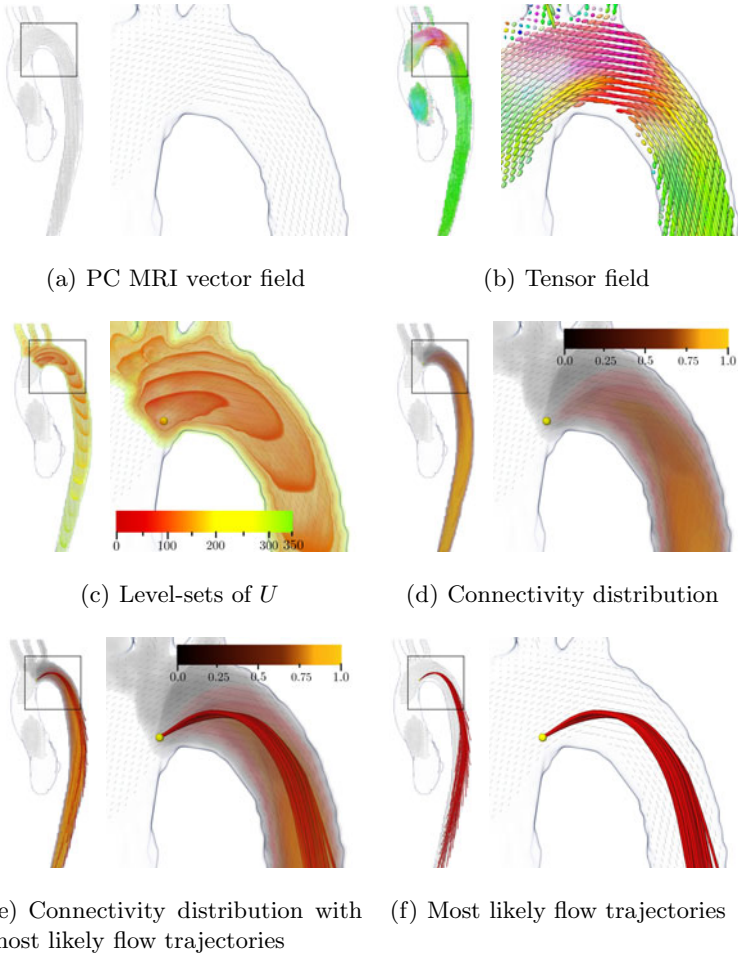 (a) PC MRI vector field
(b) Tensor field
0 100 200 300 350
(c) Level-sets of U
0.0 0.25 0.5 0.75 1.0
(d) Connectivity distribution
0.0 0.25 0.5 0.75 1.0
e) Connectivity distribution with
most likely flow trajectories
(f) Most likely flow trajectories